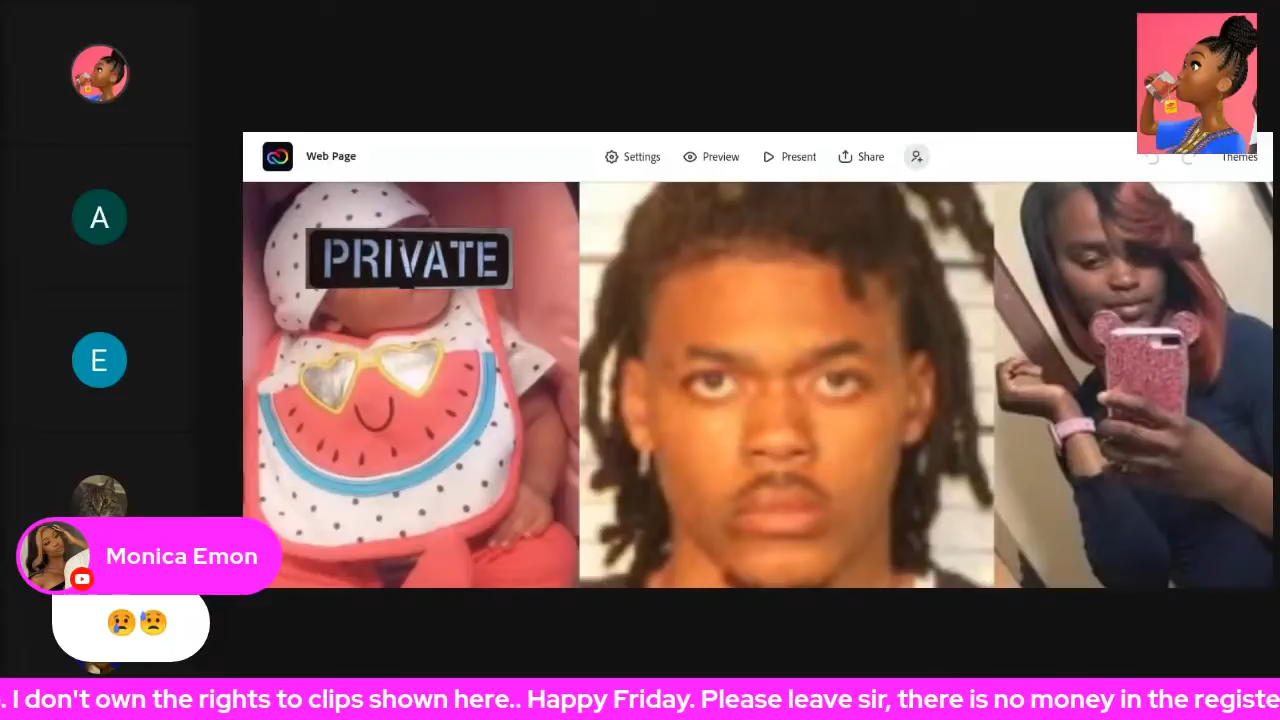 Web Page
Settings
Preview
Present
Share
Themes
PRIVATE
A
E
Monica Emon
. I don't own the rights to clips shown here.. Happy Friday. Please leave sir, there is no money in the registe